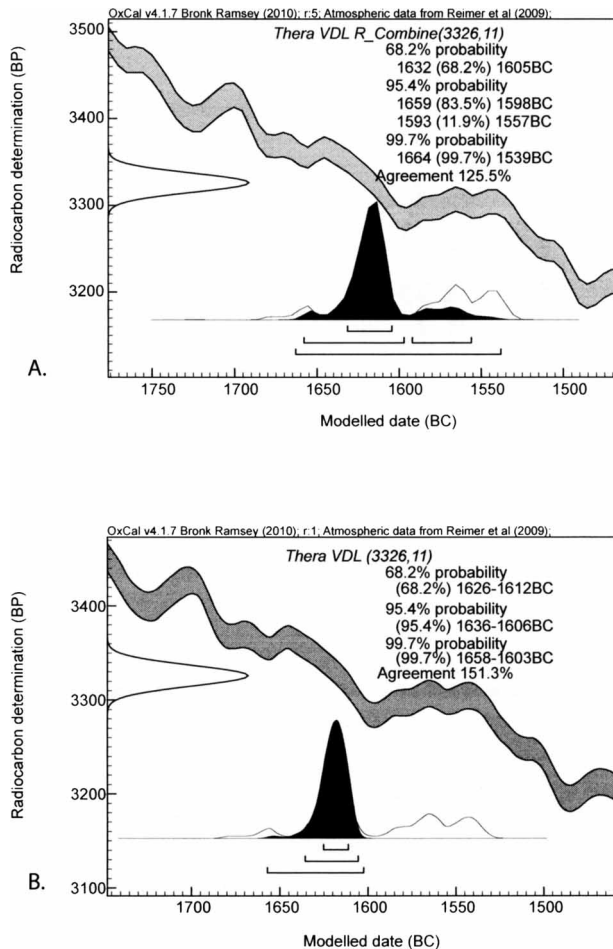 OxCal v4.1.7 Bronk Ramsey (2010); r:5; Atmospheric data from Reimer et al (2009);
Thera VDL R_Combine(3326,11)
68.2% probability
1632 (68.2%) 1605BC
95.4% probability
1659 (83.5%) 1598BC
1593 (11.9%) 1557BC
99.7% probability
1664 (99.7%) 1539BC
Agreement 125.5%
Radiocarbon determination (BP)
3500
3400
3300
3200
A.
1750 1700 1650 1600 1550 1500
Modelled date (BC)
OxCal v4.1.7 Bronk Ramsey (2010); r:1; Atmospheric data from Reimer et al (2009);
Thera VDL (3326,11)
68.2% probability
(68.2%) 1626-1612BC
95.4% probability
(95.4%) 1636-1606BC
99.7% probability
(99.7%) 1658-1603BC
Agreement 151.3%
Radiocarbon determination (BP)
3400
3300
3200
3100
B.
1700 1650 1600 1550 1500
Modelled date (BC)